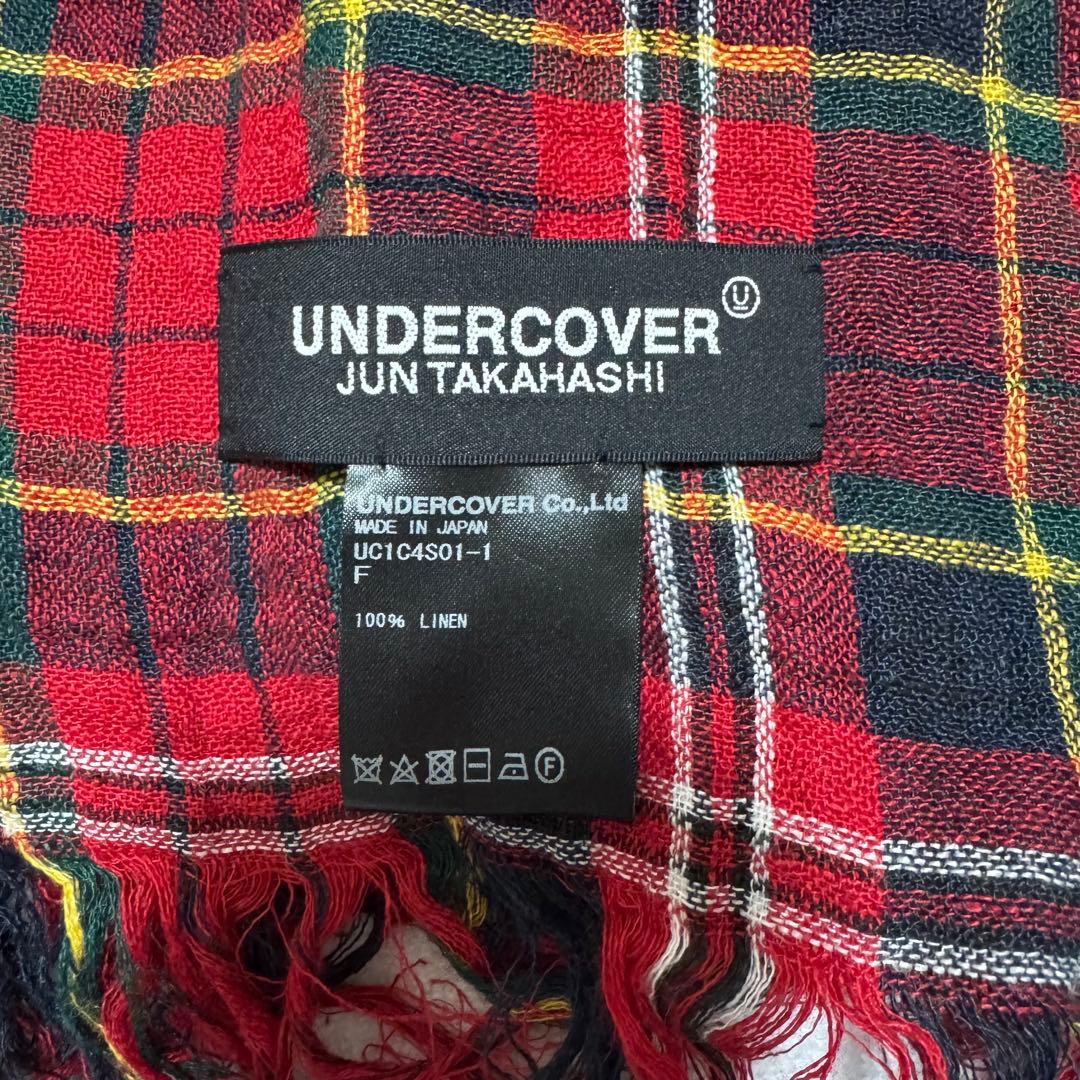 UNDERCOVER U
JUN TAKAHASHI
UNDERCOVER Co.,Ltd
MADE IN JAPAN
UC1C4S01-1
F
100% LINEN
F